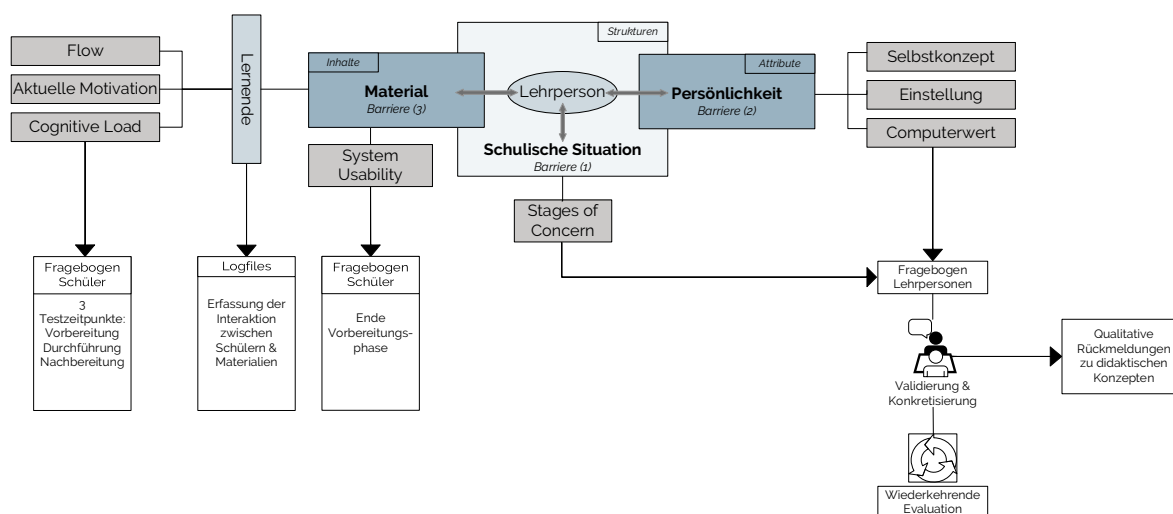 Flow
Aktuelle Motivation
Cognitive Load
Lernende
Inhalte
Material
Barriere (3)
System
Usability
Strukturen
Lehrperson
Schulische Situation
Barriere (1)
Stages of
Concern
Attribute
Persönlichkeit
Barriere (2)
Selbstkonzept
Einstellung
Computerwert
Fragebogen
Schüler
3
Testzeitpunkte:
Vorbereitung
Durchführung
Nachbereitung
Logfiles
Erfassung der
Interaktion
zwischen
Schülern &
Materialien
Fragebogen
Schüler
Ende
Vorbereitungs-
phase
Fragebogen
Lehrpersonen
Validierung &
Konkretisierung
Qualitative
Rückmeldungen
zu didaktischen
Konzepten
Wiederkehrende
Evaluation